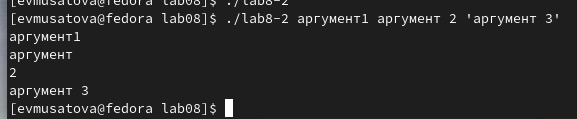 [evmusatova@fedora lab08]$ ./lab8-2
[evmusatova@fedora lab08]$ ./lab8-2 аргумент1 аргумент 2 'аргумент 3'
аргумент1
аргумент
2
аргумент 3
[evmusatova@fedora lab08]$